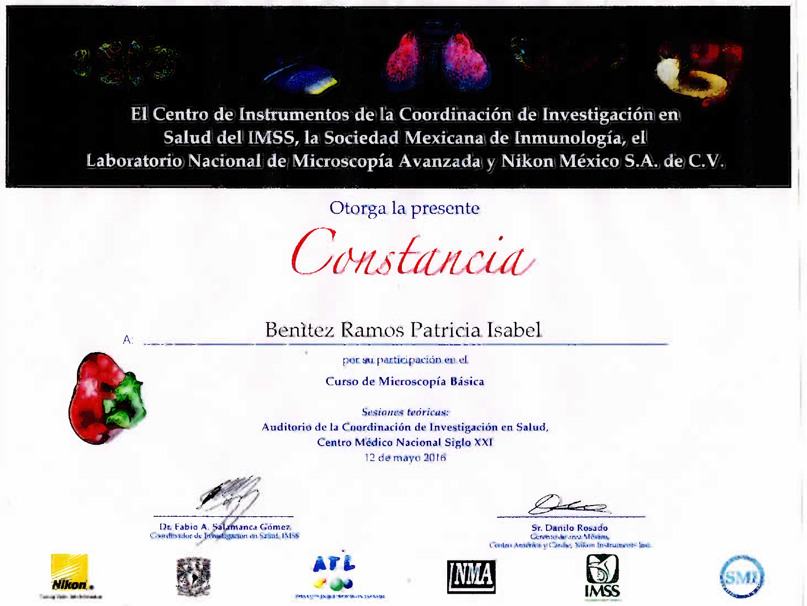 El Centro de Instrumentos de la Coordinación de Investigación en
Salud del IMSS, la Sociedad Mexicana de Inmunología, el
Laboratorio Nacional de Microscopía Avanzada y Nikon México S.A. de C.V.
Otorga la presente
Constancia
A: Benìtez Ramos Patricia Isabel
por su participación en el
Curso de Microscopía Básica
Sesiones teóricas:
Auditorio de la Coordinación de Investigación en Salud,
Centro Médico Nacional Siglo XXI
12 de mayo 2016
Dr. Fabio A. Salamanca Gómez
Coordinador de Investigación en Salud, IMSS
Sr. Danilo Rosado
Gerente de area México,
Centro América y Caribe, Nikon Instruments Inc.
Nikon
ATL
LNMA
IMSS
SMI